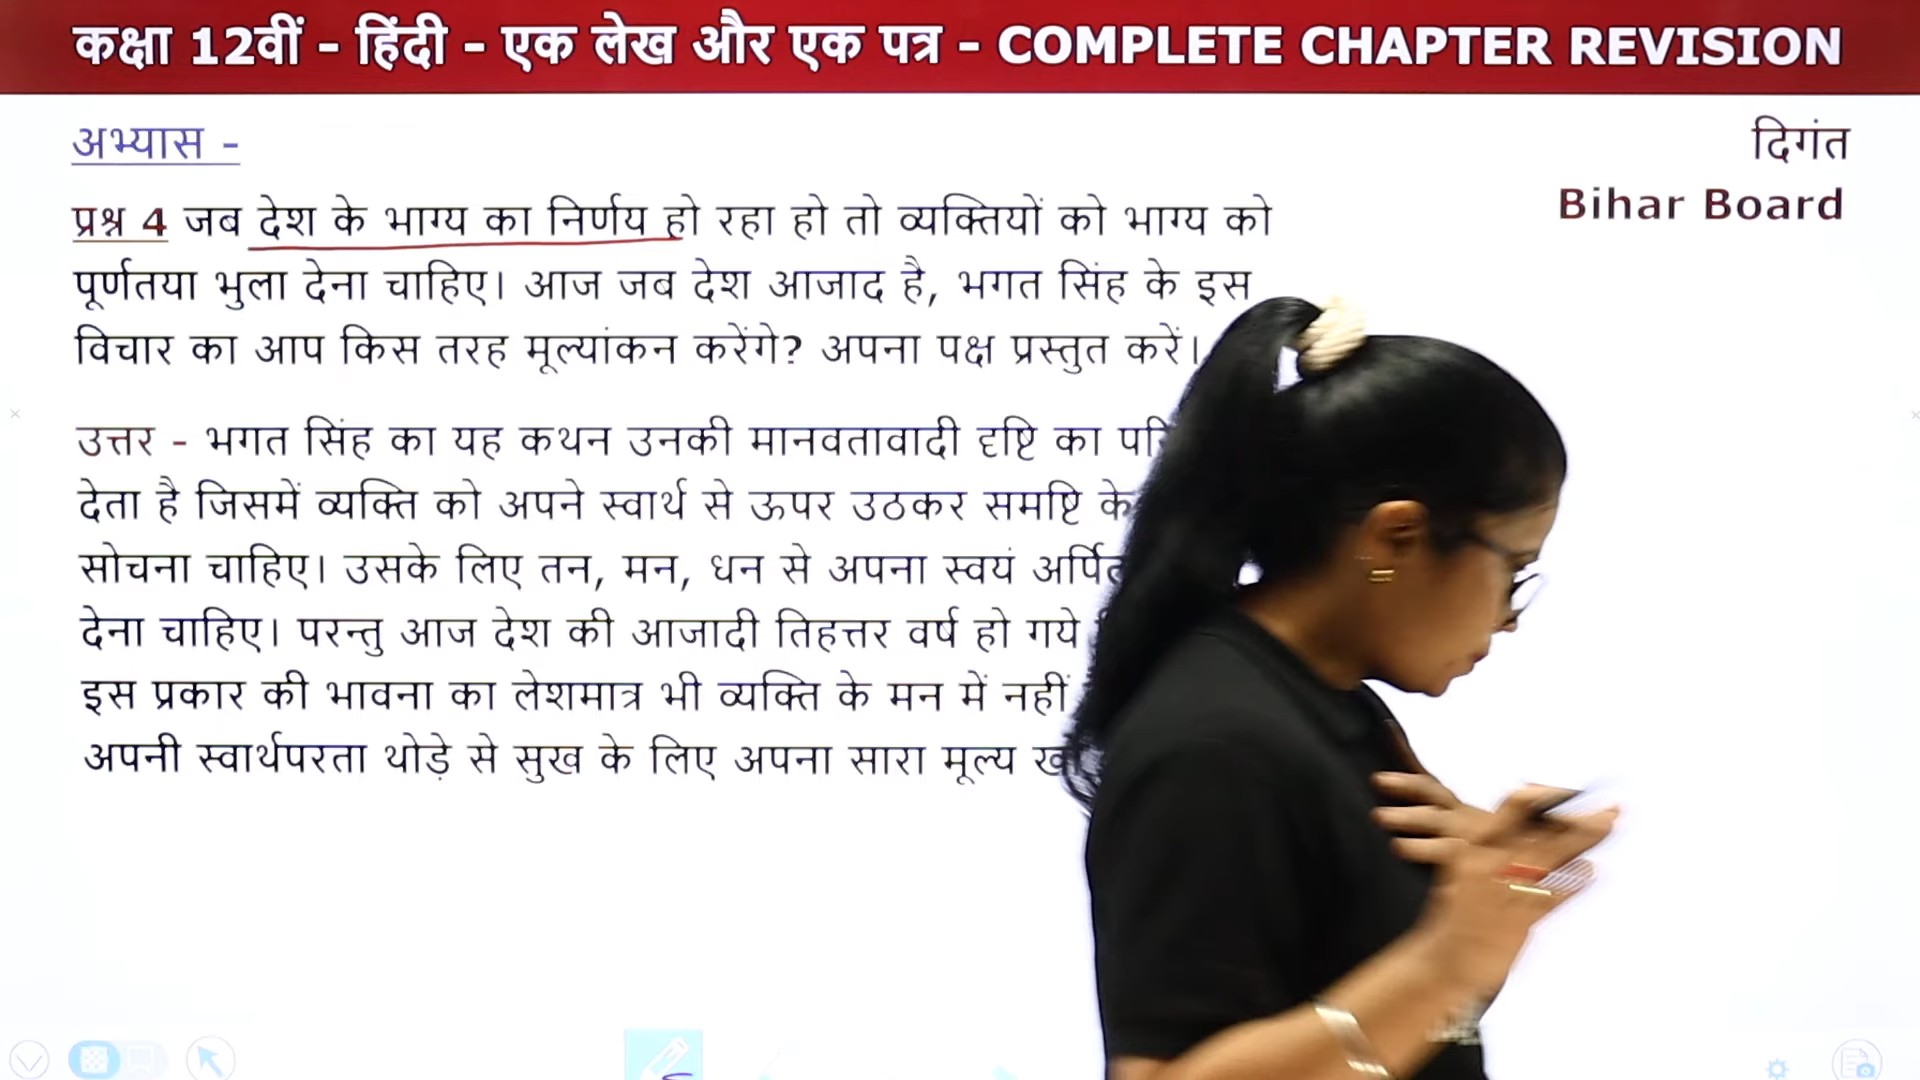 कक्षा 12वीं - हिंदी - एक लेख और एक पत्र - COMPLETE CHAPTER REVISION
अभ्यास -
दिगंत
Bihar Board
प्रश्न 4 जब देश के भाग्य का निर्णय हो रहा हो तो व्यक्तियों को भाग्य को
पूर्णतया भुला देना चाहिए। आज जब देश आजाद है, भगत सिंह के इस
विचार का आप किस तरह मूल्यांकन करेंगे? अपना पक्ष प्रस्तुत करें।
उत्तर - भगत सिंह का यह कथन उनकी मानवतावादी दृष्टि का
देता है जिसमें व्यक्ति को अपने स्वार्थ से ऊपर उठकर समष्टि के
सोचना चाहिए। उसके लिए तन, मन, धन से अपना स्वयं
देना चाहिए। परन्तु आज देश की आजादी तिहत्तर वर्ष हो गये
इस प्रकार की भावना का लेशमात्र भी व्यक्ति के मन में नहीं
अपनी स्वार्थपरता थोड़े से सुख के लिए अपना सारा मूल्य